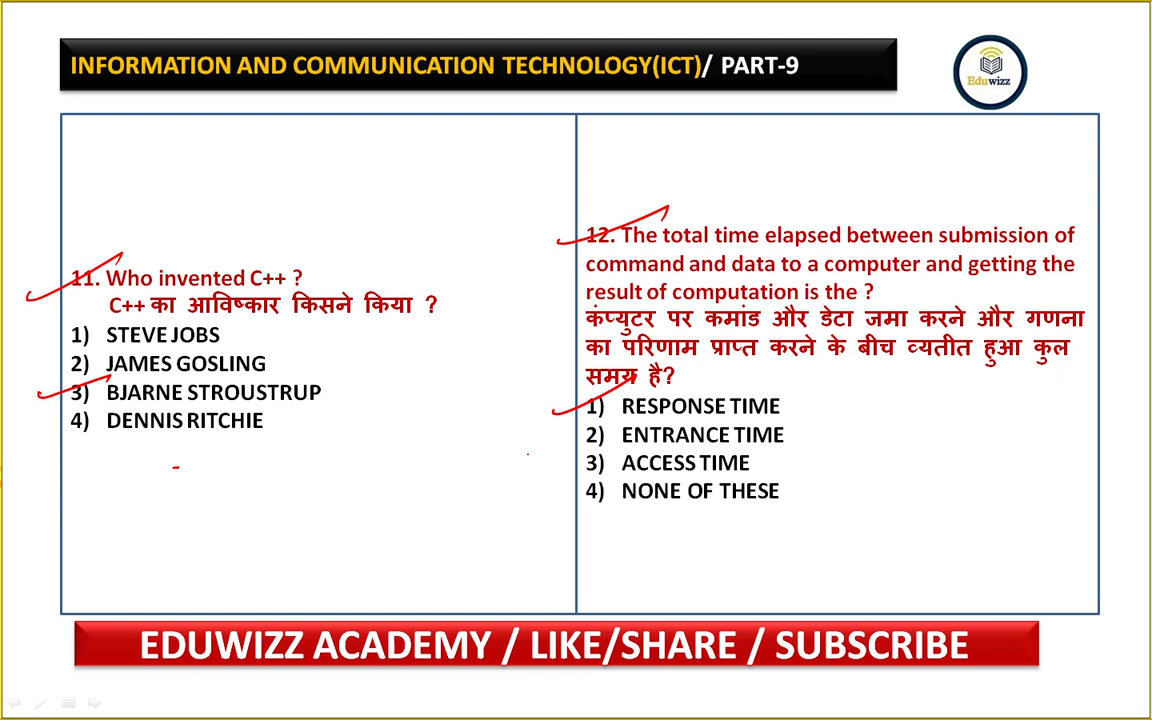 INFORMATION AND COMMUNICATION TECHNOLOGY(ICT)/ PART-9
Eduwizz
11. Who invented C++ ?
C++ का आविष्कार किसने किया ?
1) STEVE JOBS
2) JAMES GOSLING
3) BJARNE STROUSTRUP
4) DENNIS RITCHIE
12. The total time elapsed between submission of
command and data to a computer and getting the
result of computation is the ?
कंप्युटर पर कमांड और डेटा जमा करने और गणना
का परिणाम प्राप्त करने के बीच व्यतीत हुआ कुल
समय है?
1) RESPONSE TIME
2) ENTRANCE TIME
3) ACCESS TIME
4) NONE OF THESE
EDUWIZZ ACADEMY / LIKE/SHARE / SUBSCRIBE